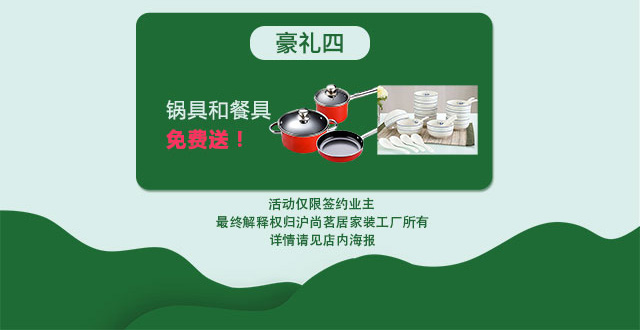 豪礼四
锅具和餐具
免费送！
活动仅限签约业主
最终解释权归沪尚茗居家装工厂所有
详情请见店内海报